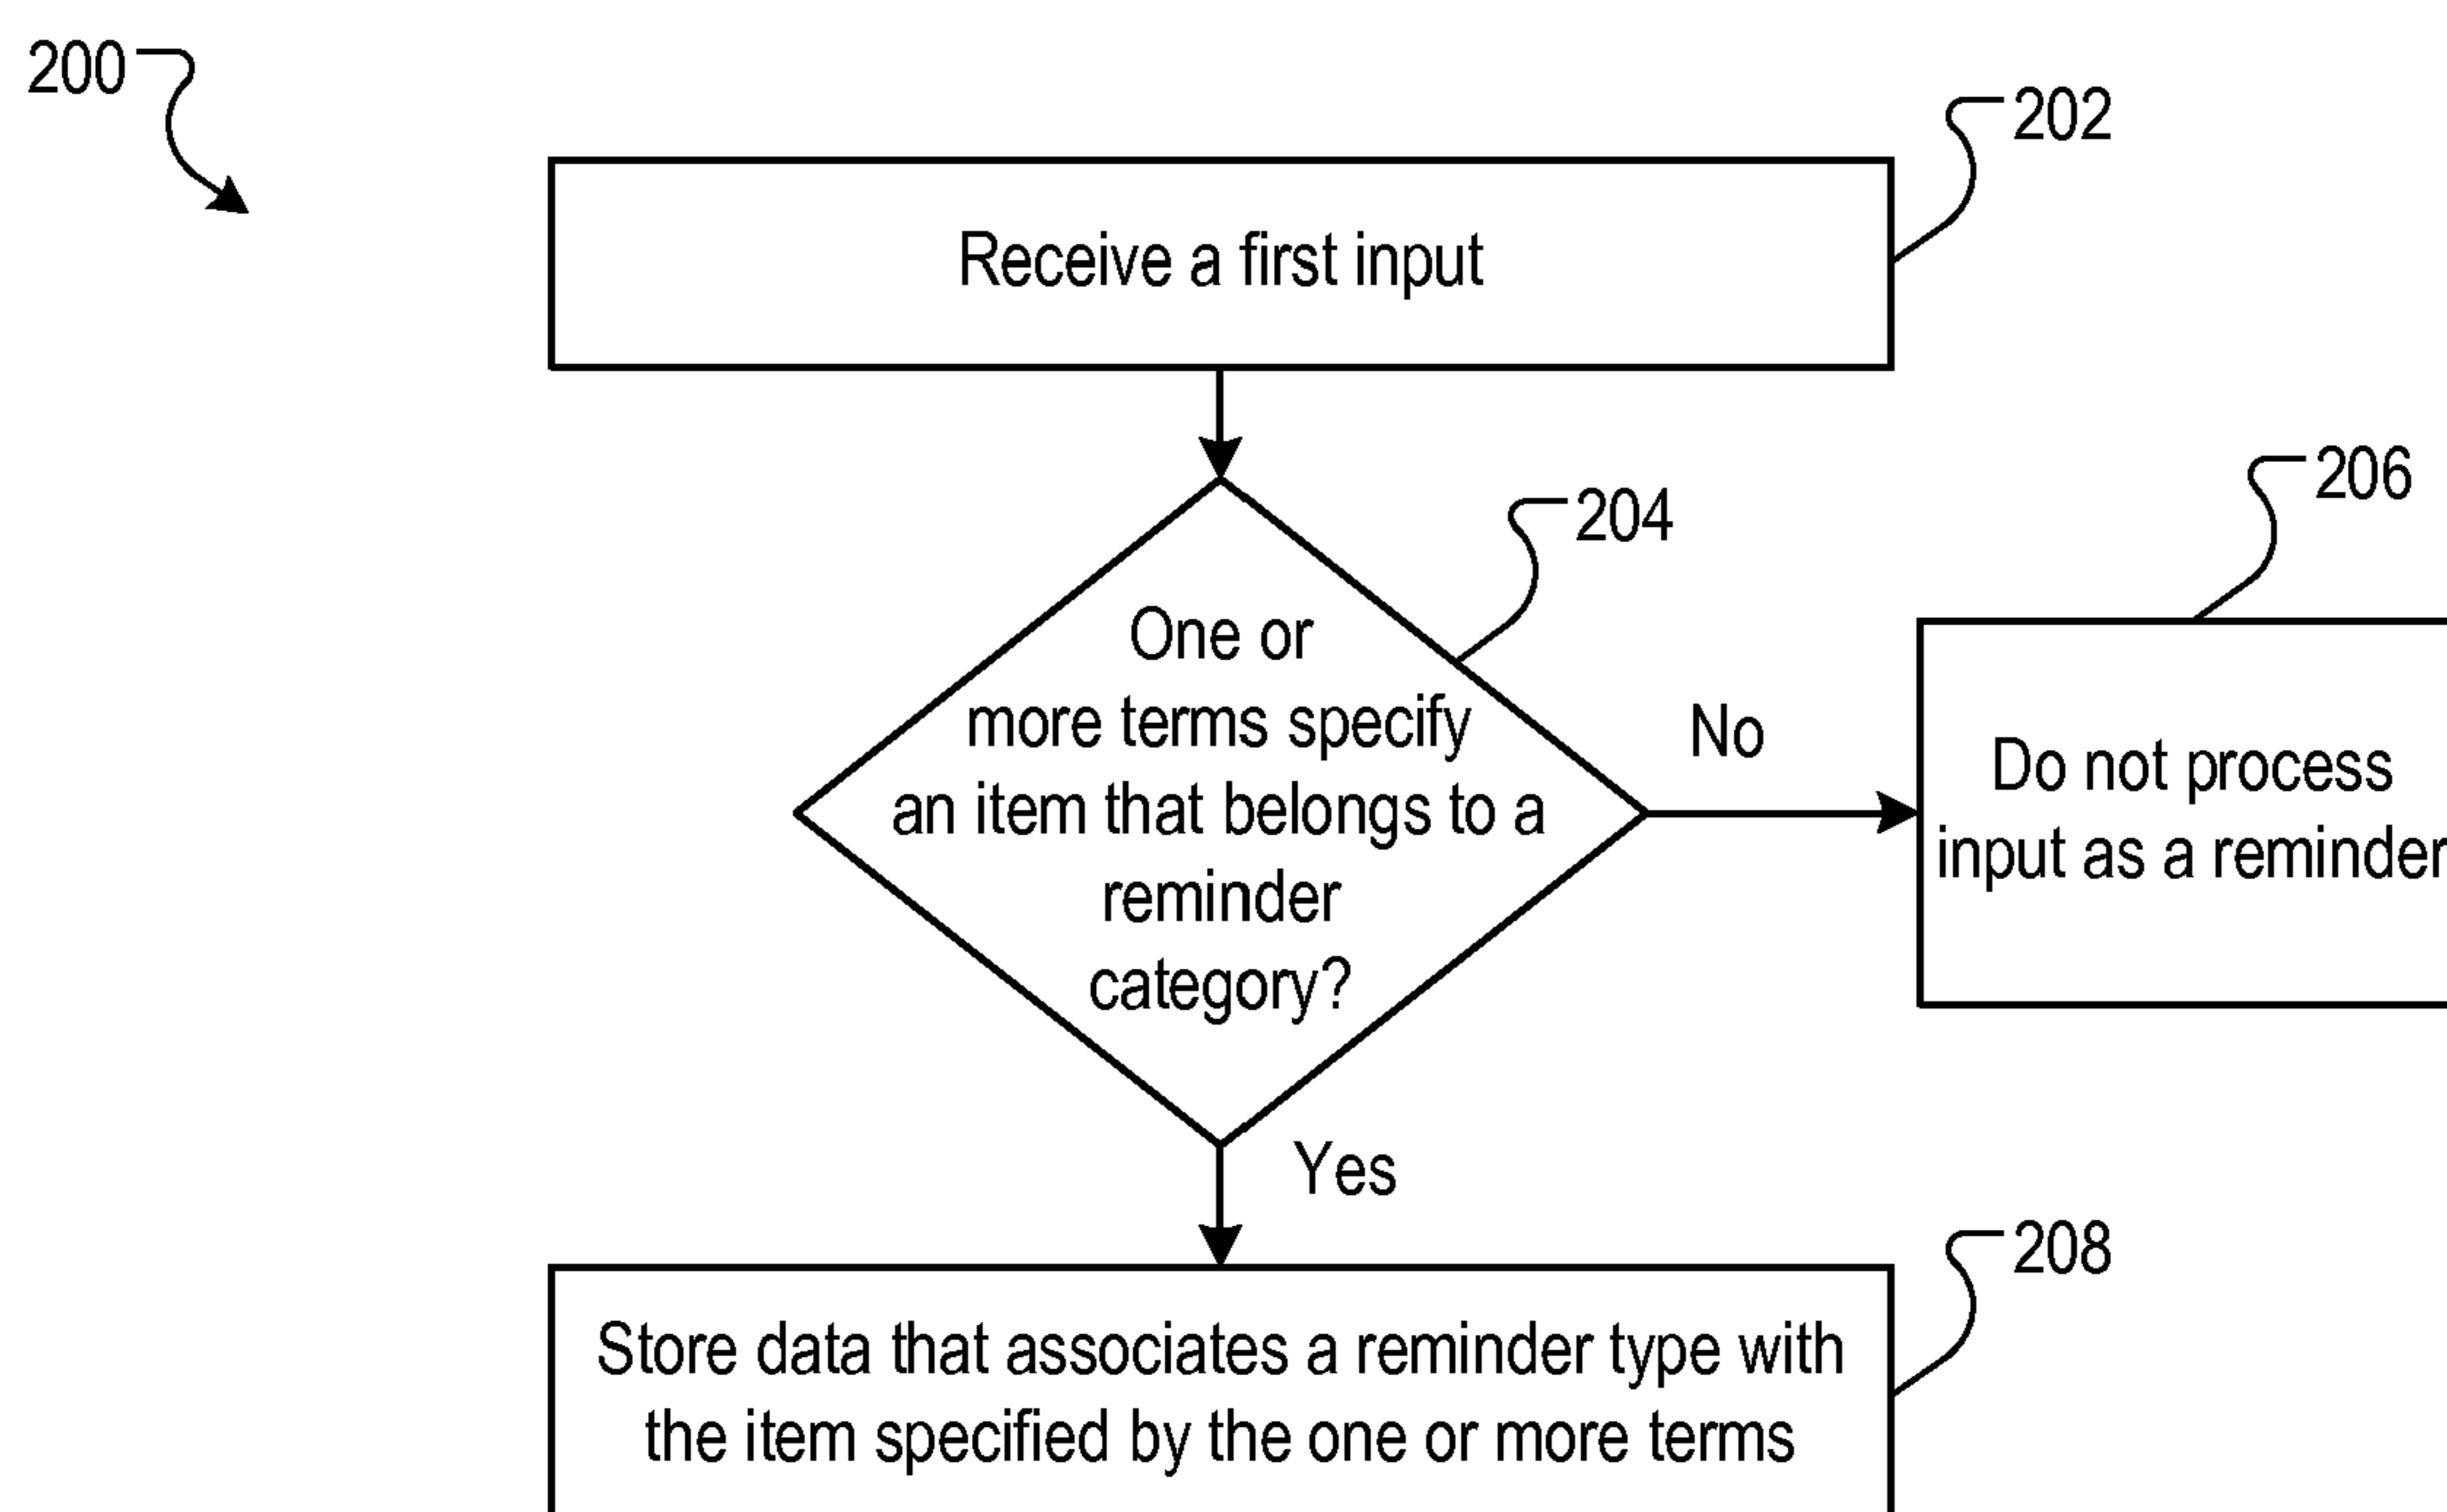 200
202
Receive a first input
204
206
One or
more terms specify
an item that belongs to a
reminder
category?
No
Do not process
input as a reminder
Yes
208
Store data that associates a reminder type with
the item specified by the one or more terms